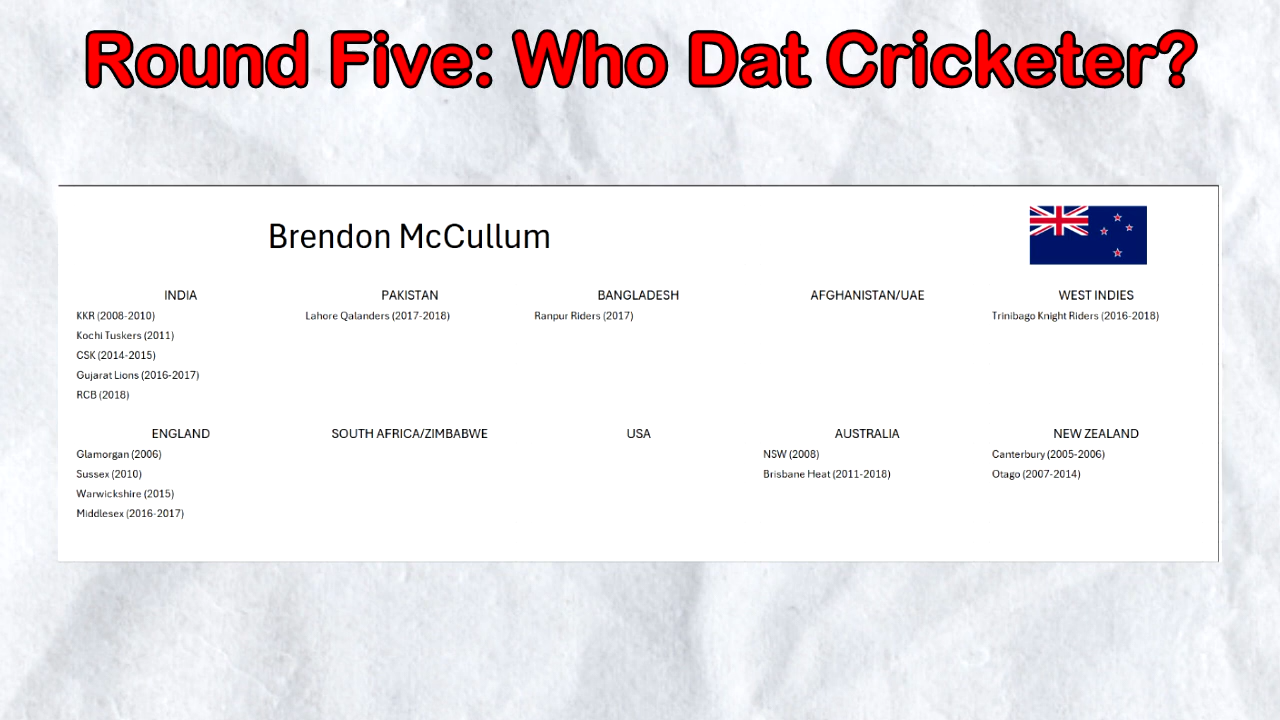 Round Five: Who Dat Cricketer?
Brendon McCullum
INDIA
KKR (2008-2010)
Kochi Tuskers (2011)
CSK (2014-2015)
Gujarat Lions (2016-2017)
RCB (2018)
PAKISTAN
Lahore Qalanders (2017-2018)
BANGLADESH
Ranpur Riders (2017)
AFGHANISTAN/UAE
WEST INDIES
Trinibago Knight Riders (2016-2018)
ENGLAND
Glamorgan (2006)
Sussex (2010)
Warwickshire (2015)
Middlesex (2016-2017)
SOUTH AFRICA/ZIMBABWE
USA
AUSTRALIA
NSW (2008)
Brisbane Heat (2011-2018)
NEW ZEALAND
Canterbury (2005-2006)
Otago (2007-2014)